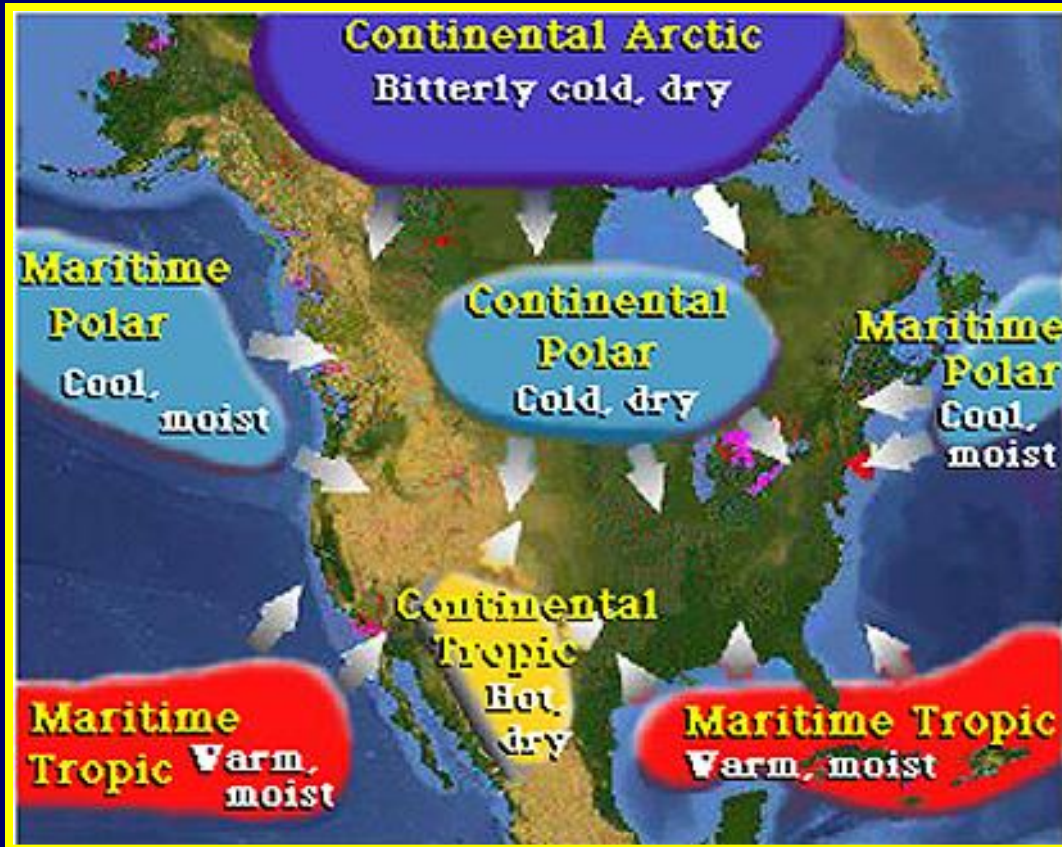 Continental Arctic
Bitterly cold, dry
Maritime
Polar
Cool,
moist
Continental
Polar
Cold, dry
Maritime
Polar
Cool,
moist
Continental
Tropic
Hot,
dry
Maritime
Tropic Warm,
moist
Maritime Tropic
Warm, moist